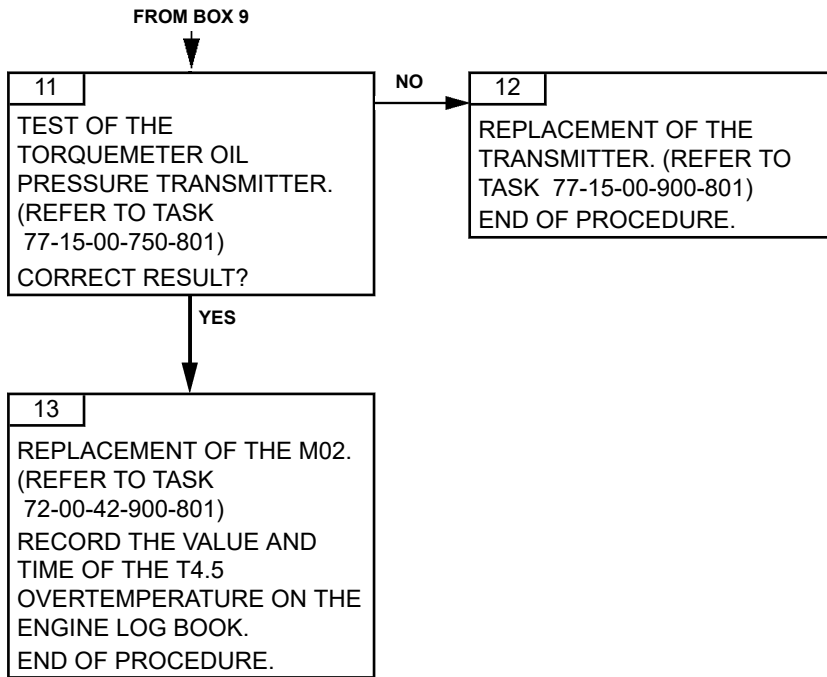 FROM BOX 9
11
TEST OF THE
TORQUEMETER OIL
PRESSURE TRANSMITTER.
(REFER TO TASK
77-15-00-750-801)
CORRECT RESULT?
NO
12
REPLACEMENT OF THE
TRANSMITTER. (REFER TO
TASK 77-15-00-900-801)
END OF PROCEDURE.
YES
13
REPLACEMENT OF THE M02.
(REFER TO TASK
72-00-42-900-801)
RECORD THE VALUE AND
TIME OF THE T4.5
OVERTEMPERATURE ON THE
ENGINE LOG BOOK.
END OF PROCEDURE.